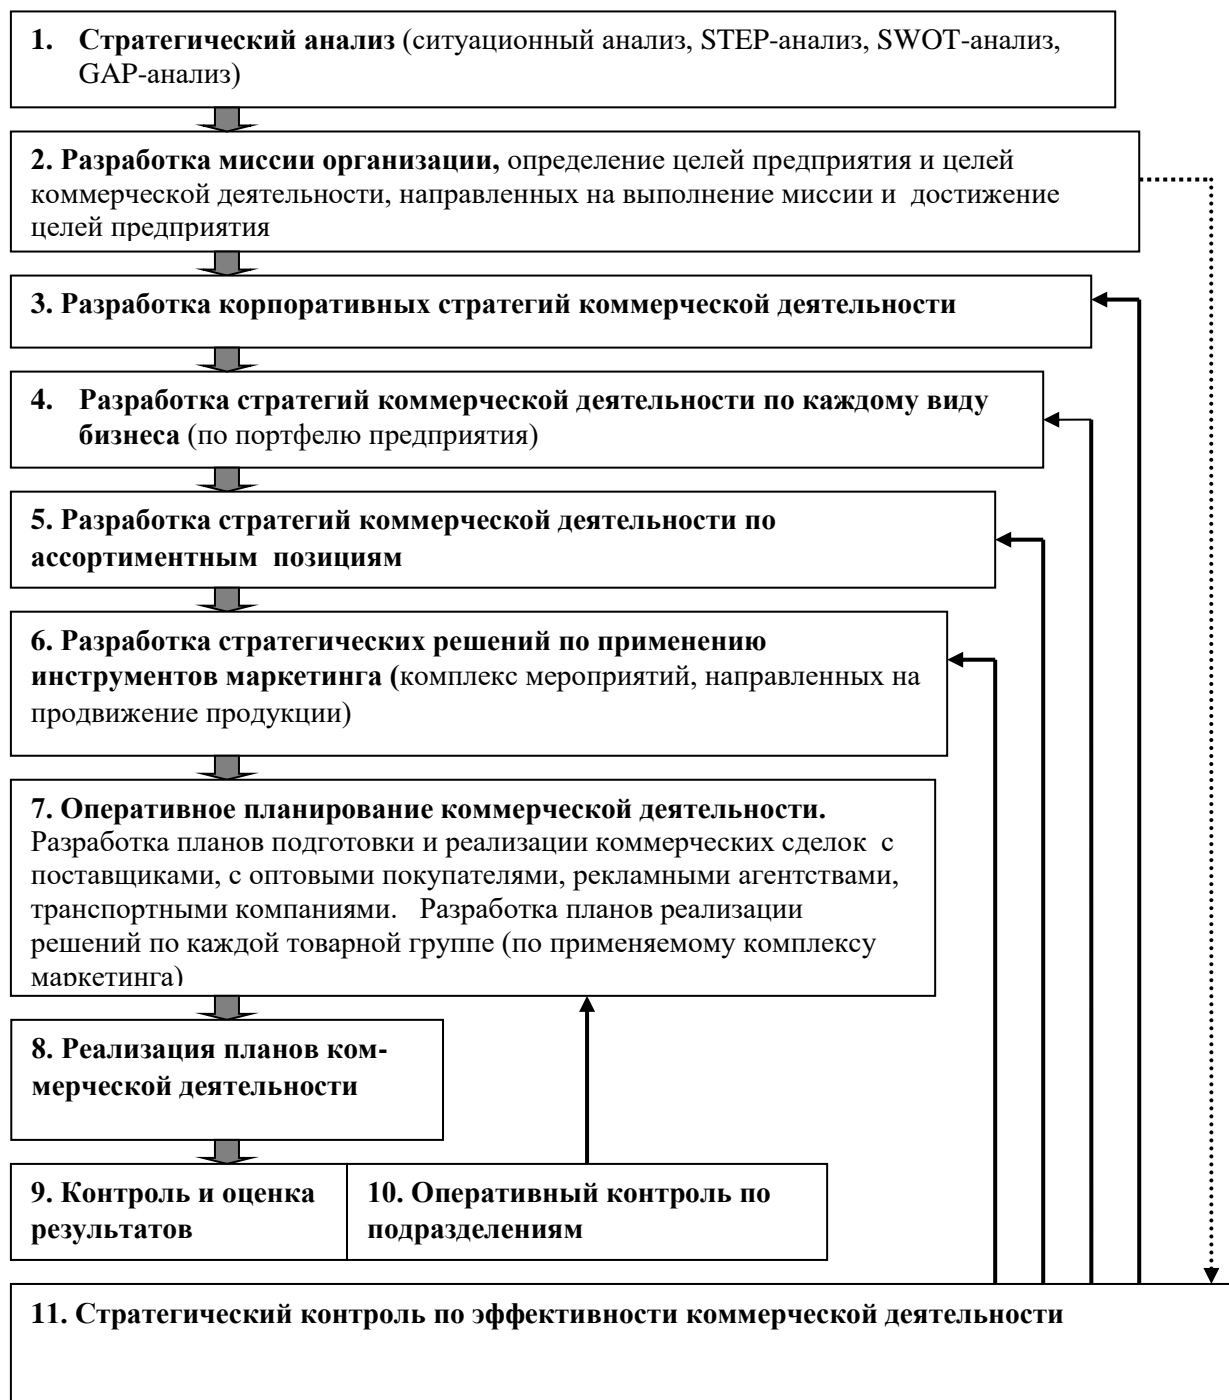 1. Стратегический анализ (ситуационный анализ, STEP-анализ, SWOT-анализ,
GAP-анализ)
2. Разработка миссии организации, определение целей предприятия и целей
коммерческой деятельности, направленных на выполнение миссии и достижение
целей предприятия
3. Разработка корпоративных стратегий коммерческой деятельности
4. Разработка стратегий коммерческой деятельности по каждому виду
бизнеса (по портфелю предприятия)
5. Разработка стратегий коммерческой деятельности по
ассортиментным позициям
6. Разработка стратегических решений по применению
инструментов маркетинга (комплекс мероприятий, направленных на
продвижение продукции)
7. Оперативное планирование коммерческой деятельности.
Разработка планов подготовки и реализации коммерческих сделок с
поставщиками, с оптовыми покупателями, рекламными агентствами,
транспортными компаниями. Разработка планов реализации
решений по каждой товарной группе (по применяемому комплексу
маркетинга)
8. Реализация планов ком-
мерческой деятельности
9. Контроль и оценка
результатов
10. Оперативный контроль по
подразделениям
11. Стратегический контроль по эффективности коммерческой деятельности